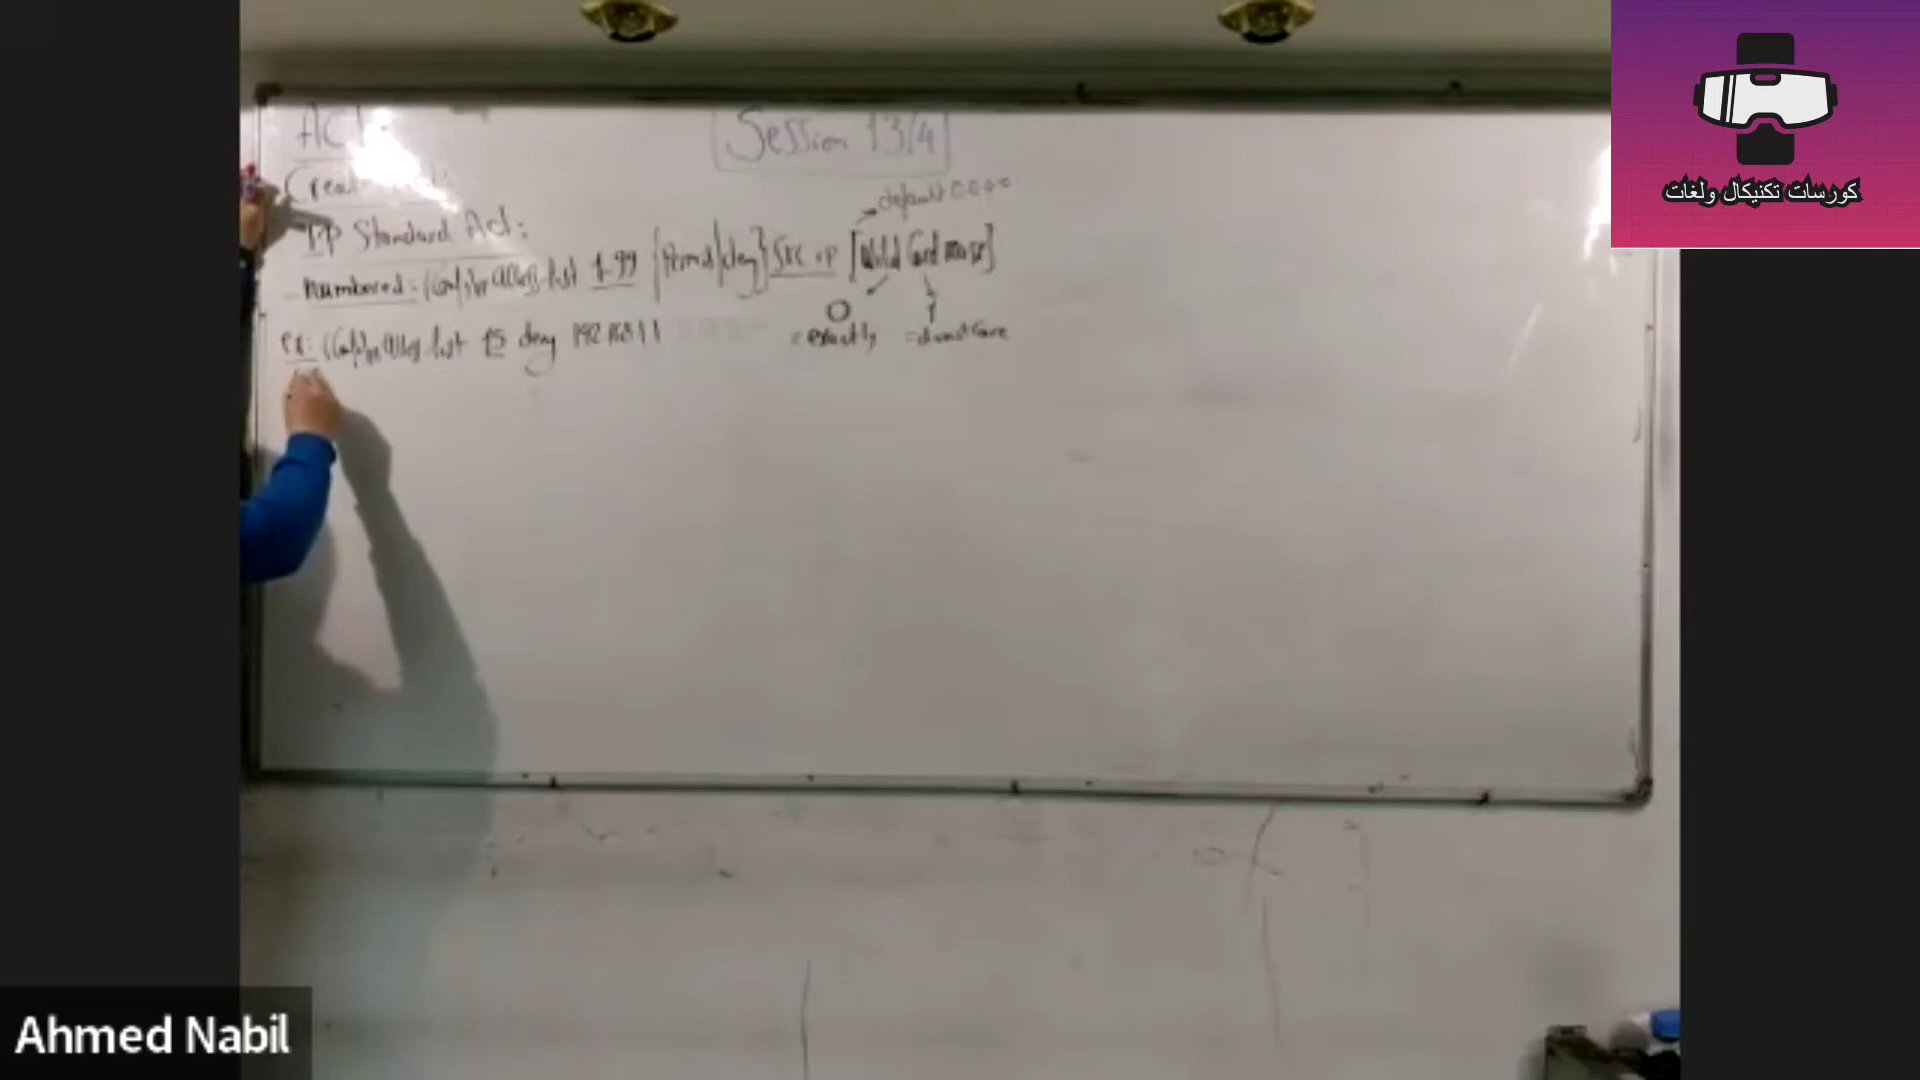 ACL
Session 13/4
Creat
default 0.0.0.0
IP Standard Acl:
- Numbered: (Config)# access-list 1-99 {Permit|deny} Src IP [Wild Card mask]
0 1
= exactly = don't Care
ex: (Config)# access-list 15 deny 192.168.1.1
كورسات تكنيكال ولغات
Ahmed Nabil